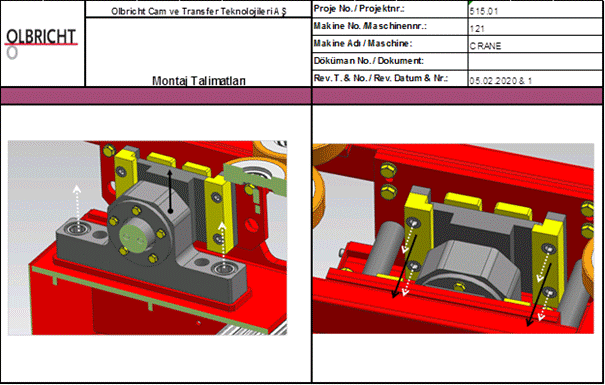 OLBRICHT
Olbricht Cam ve Transfer Teknolojileri A Ş
Montaj Talimatları
Proje No. / Projektnr.: 515.01
Makine No. /Maschinennr.: 121
Makine Adı / Maschine: CRANE
Döküman No. / Dokument:
Rev. T. & No. / Rev. Datum & Nr.: 05.02.2020 & 1